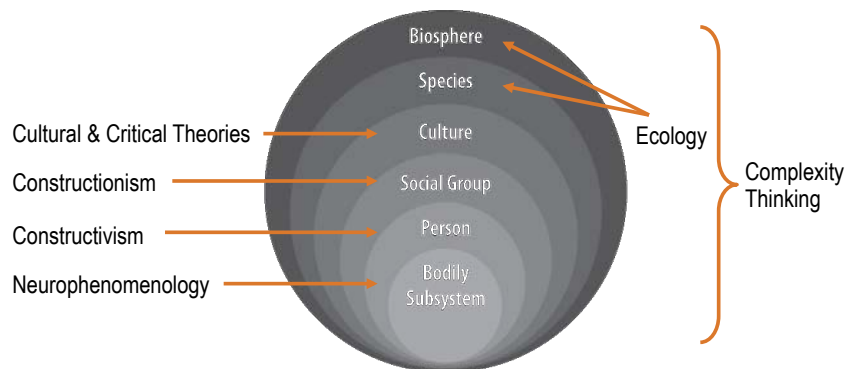 Biosphere
Species
Cultural & Critical Theories
Culture
Ecology
Constructionism
Social Group
Complexity
Thinking
Constructivism
Person
Neurophenomenology
Bodily
Subsystem